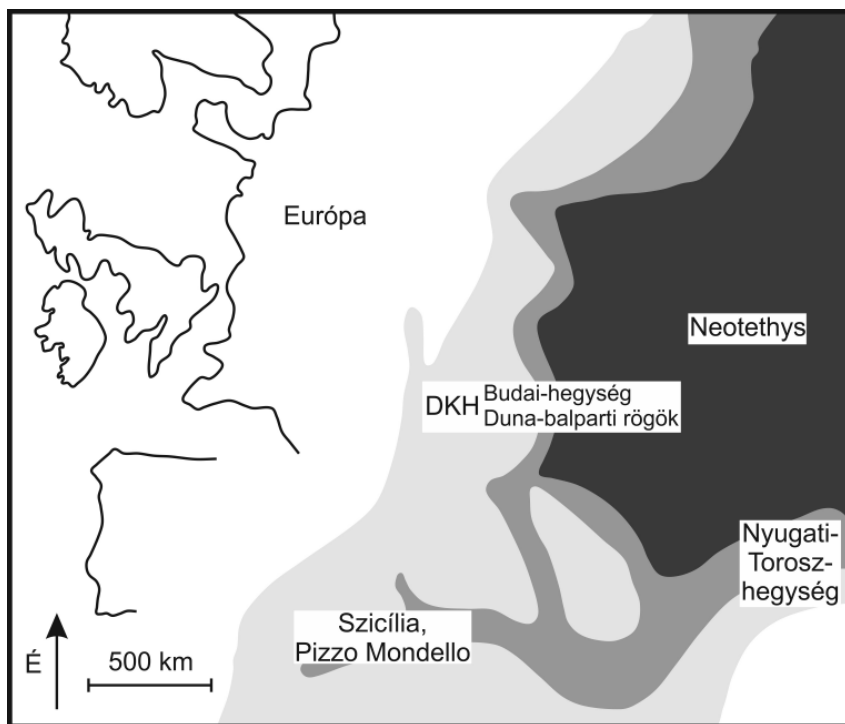 Európa
Neotethys
DKH Budai-hegység
Duna-balparti rögök
Nyugati-
Torosz-
hegység
Szicília,
Pizzo Mondello
É
500 km